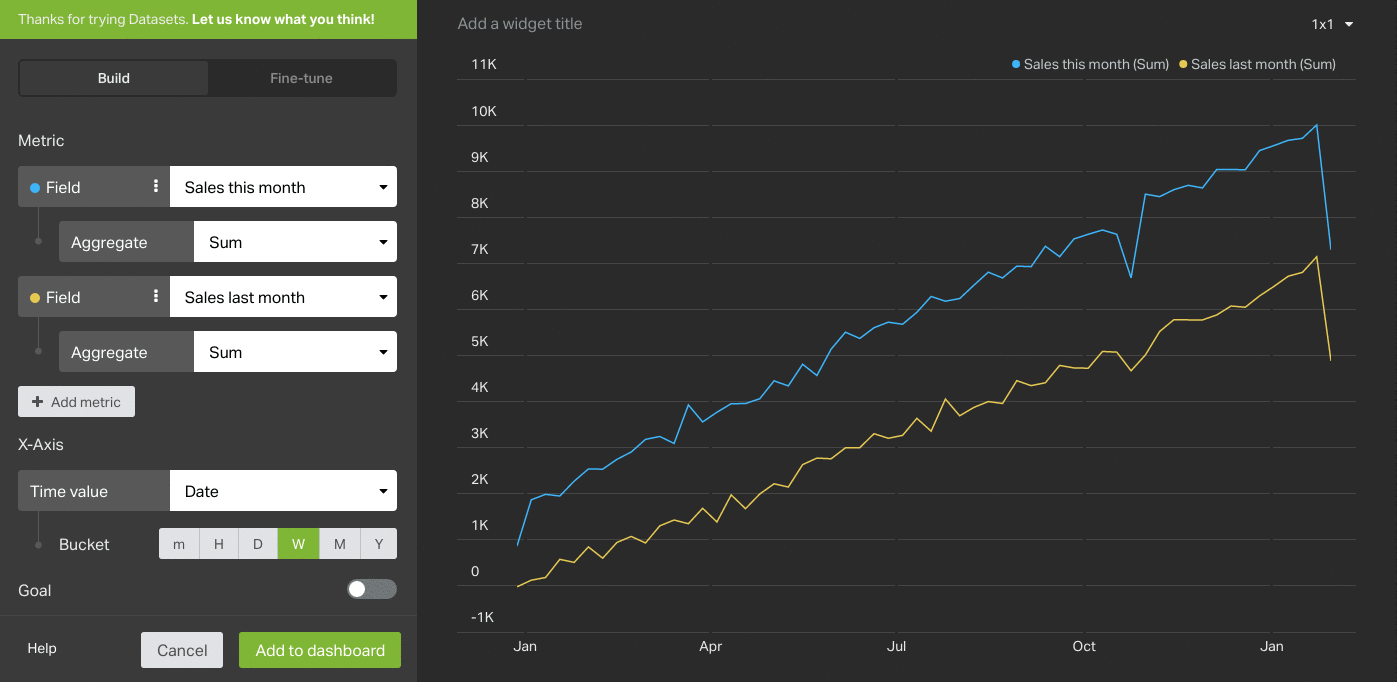 Thanks for trying Datasets. Let us know what you think!
Build
Fine-tune
Metric
Field
Sales this month
Aggregate
Sum
Field
Sales last month
Aggregate
Sum
+ Add metric
X-Axis
Time value
Date
Bucket
m
H
D
W
M
Y
Goal
Help
Cancel
Add to dashboard
Add a widget title
1x1
Sales this month (Sum)
Sales last month (Sum)
11K
10K
9K
8K
7K
6K
5K
4K
3K
2K
1K
0
-1K
Jan
Apr
Jul
Oct
Jan